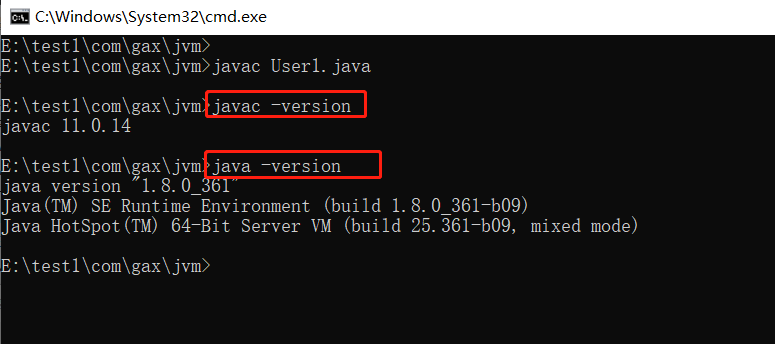 C:\Windows\System32\cmd.exe
E:\test1\com\gax\jvm>
E:\test1\com\gax\jvm>javac User1.java
E:\test1\com\gax\jvm>javac -version
javac 11.0.14
E:\test1\com\gax\jvm>java -version
java version "1.8.0_361"
Java(TM) SE Runtime Environment (build 1.8.0_361-b09)
Java HotSpot(TM) 64-Bit Server VM (build 25.361-b09, mixed mode)
E:\test1\com\gax\jvm>